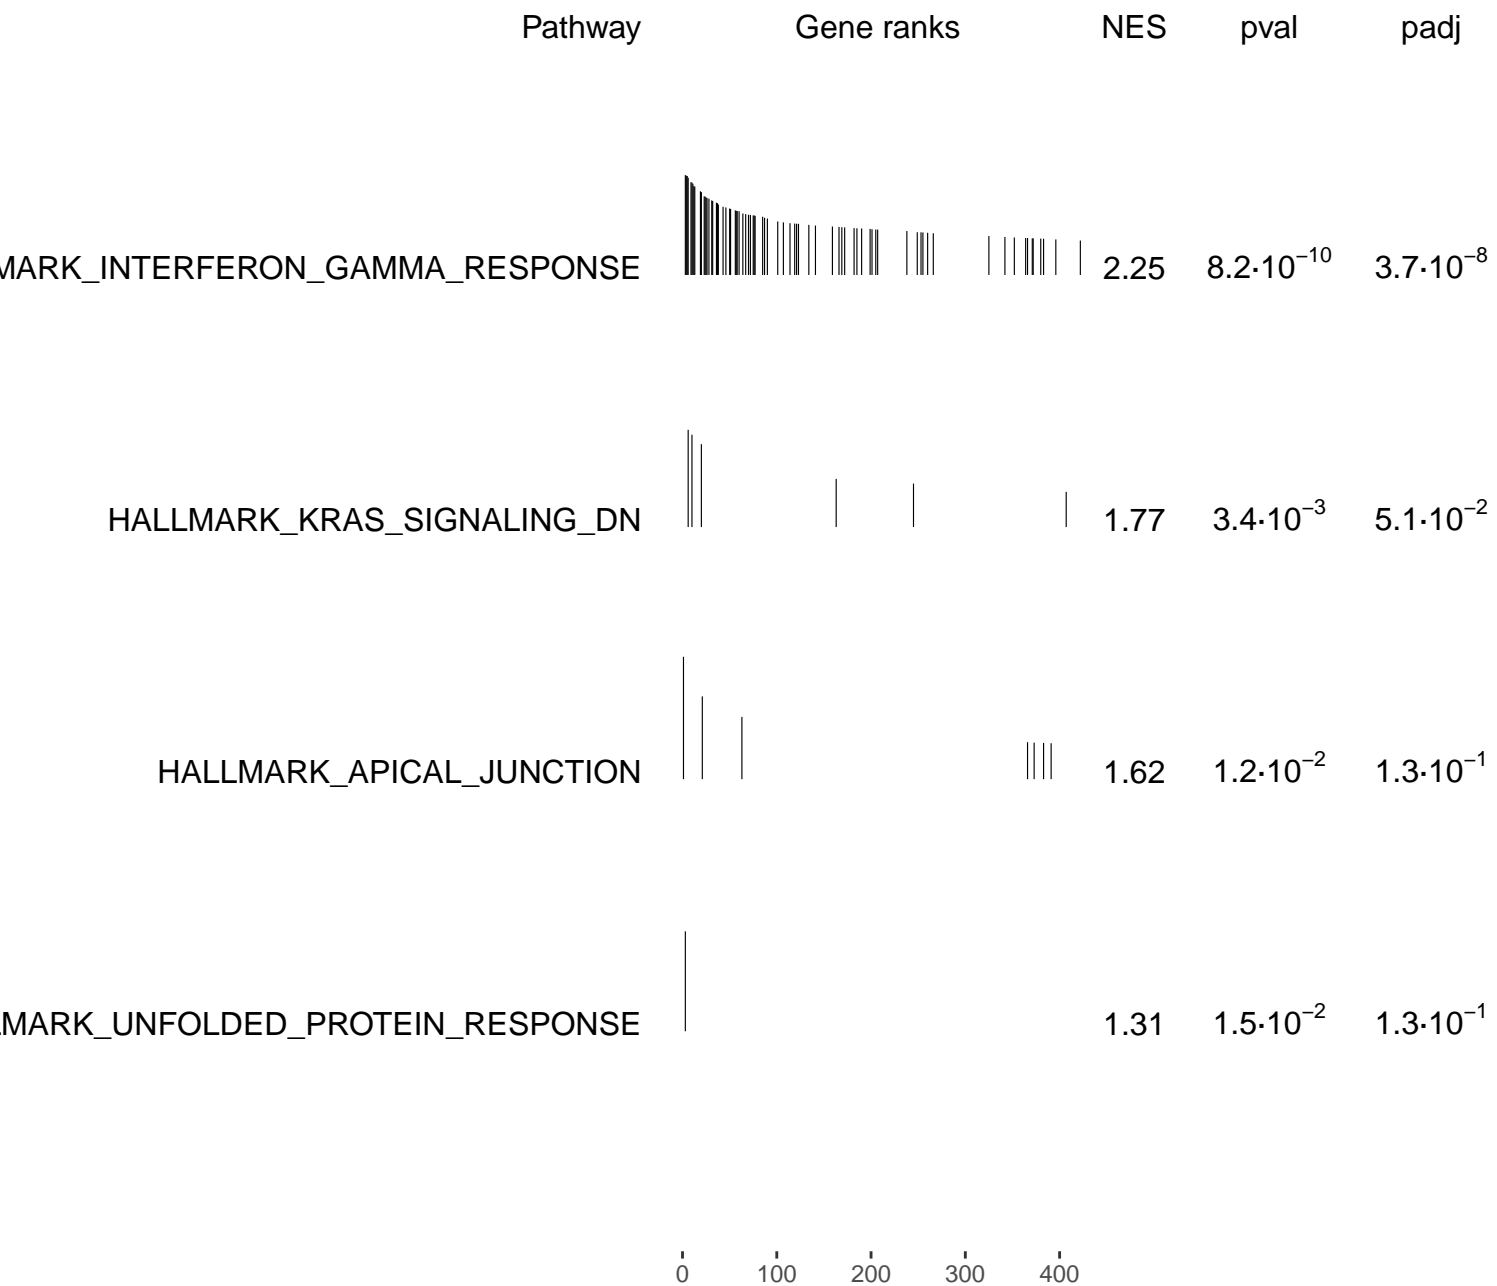 Pathway Gene ranks NES pval padj
MARK_INTERFERON_GAMMA_RESPONSE 2.25 8.2·10⁻¹⁰ 3.7·10⁻⁸
HALLMARK_KRAS_SIGNALING_DN 1.77 3.4·10⁻³ 5.1·10⁻²
HALLMARK_APICAL_JUNCTION 1.62 1.2·10⁻² 1.3·10⁻¹
MARK_UNFOLDED_PROTEIN_RESPONSE 1.31 1.5·10⁻² 1.3·10⁻¹
0 100 200 300 400